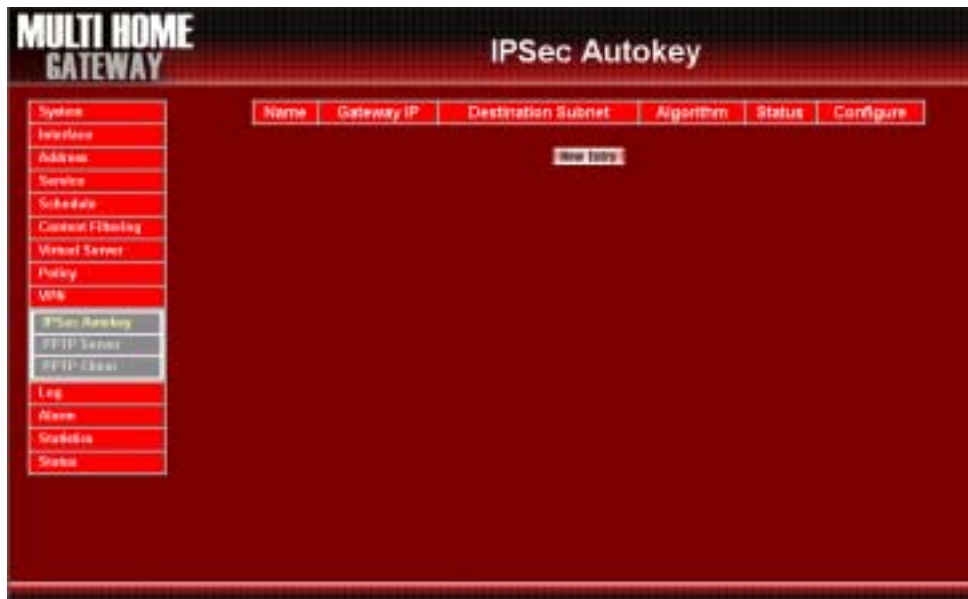 MULTI HOME
GATEWAY
IPSec Autokey
System
Interface
Address
Service
Schedule
Content Filtering
Virtual Server
Policy
VPN
IPSec Autokey
PPTP Server
PPTP Client
Log
Alarm
Statistics
Status
Name Gateway IP Destination Subnet Algorithm Status Configure
New Entry